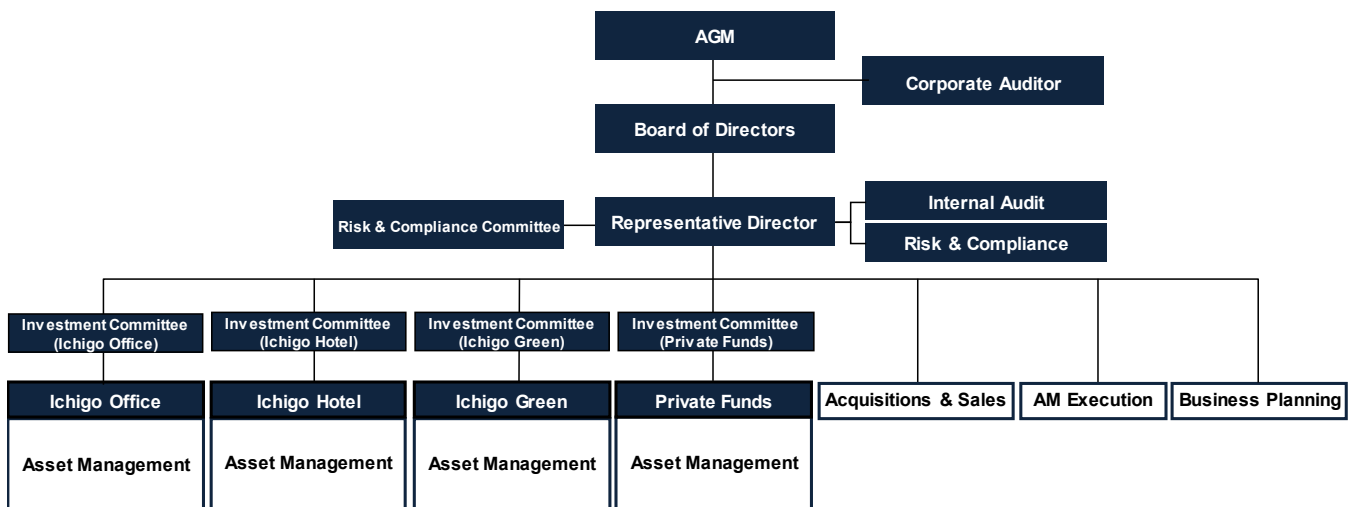 AGM
Corporate Auditor
Board of Directors
Internal Audit
Risk & Compliance Committee
Representative Director
Risk & Compliance
Investment Committee
(Ichigo Office)
Investment Committee
(Ichigo Hotel)
Investment Committee
(Ichigo Green)
Investment Committee
(Private Funds)
Ichigo Office
Ichigo Hotel
Ichigo Green
Private Funds
Acquisitions & Sales
AM Execution
Business Planning
Asset Management
Asset Management
Asset Management
Asset Management